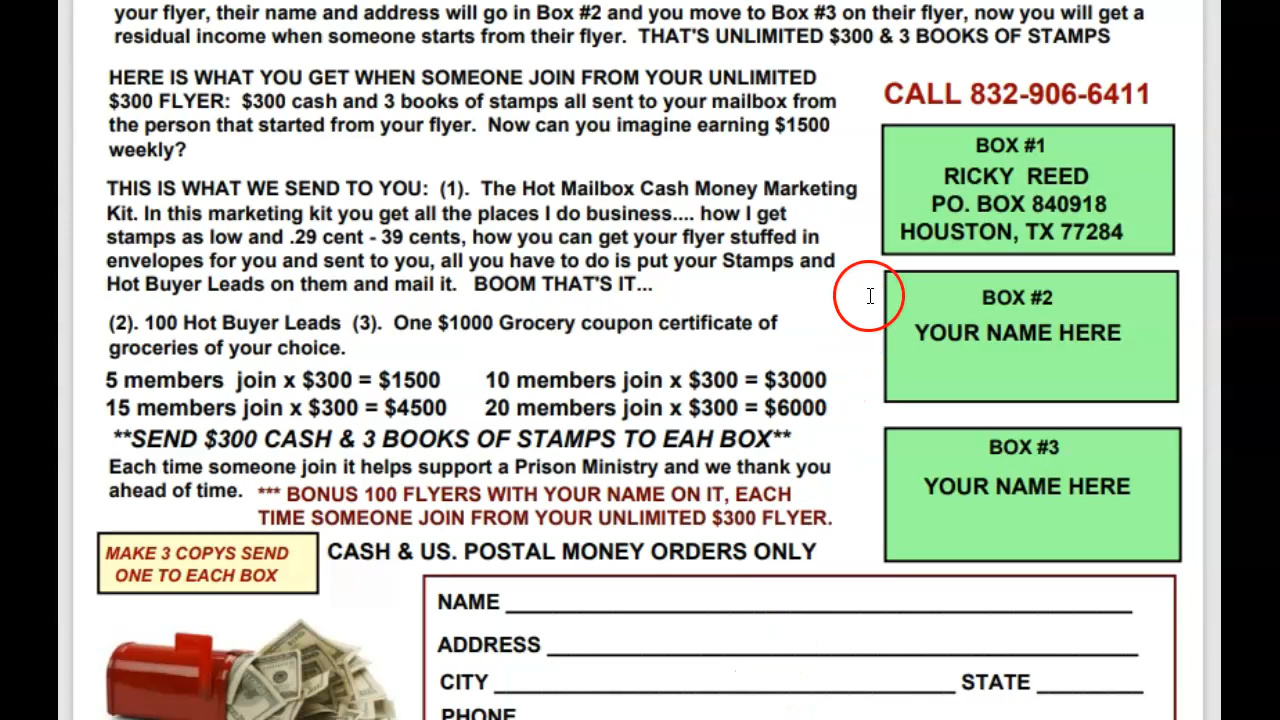 your flyer, their name and address will go in Box #2 and you move to Box #3 on their flyer, now you will get a
residual income when someone starts from their flyer. THAT'S UNLIMITED $300 & 3 BOOKS OF STAMPS
HERE IS WHAT YOU GET WHEN SOMEONE JOIN FROM YOUR UNLIMITED
$300 FLYER: $300 cash and 3 books of stamps all sent to your mailbox from
the person that started from your flyer. Now can you imagine earning $1500
weekly?
THIS IS WHAT WE SEND TO YOU: (1). The Hot Mailbox Cash Money Marketing
Kit. In this marketing kit you get all the places I do business.... how I get
stamps as low and .29 cent - 39 cents, how you can get your flyer stuffed in
envelopes for you and sent to you, all you have to do is put your Stamps and
Hot Buyer Leads on them and mail it. BOOM THAT'S IT...
(2). 100 Hot Buyer Leads (3). One $1000 Grocery coupon certificate of
groceries of your choice.
5 members join x $300 = $1500 10 members join x $300 = $3000
15 members join x $300 = $4500 20 members join x $300 = $6000
**SEND $300 CASH & 3 BOOKS OF STAMPS TO EAH BOX**
Each time someone join it helps support a Prison Ministry and we thank you
ahead of time. *** BONUS 100 FLYERS WITH YOUR NAME ON IT, EACH
TIME SOMEONE JOIN FROM YOUR UNLIMITED $300 FLYER.
CALL 832-906-6411
BOX #1
RICKY REED
PO. BOX 840918
HOUSTON, TX 77284
BOX #2
YOUR NAME HERE
BOX #3
YOUR NAME HERE
MAKE 3 COPYS SEND
ONE TO EACH BOX
CASH & US. POSTAL MONEY ORDERS ONLY
NAME
ADDRESS
CITY STATE
PHONE